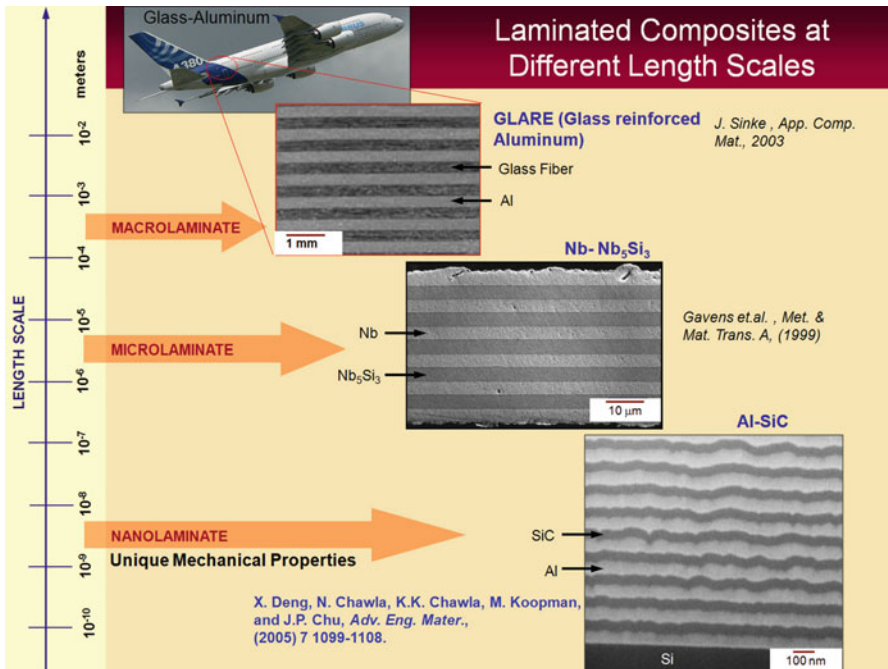 Glass-Aluminum
A380
Laminated Composites at
Different Length Scales
meters
GLARE (Glass reinforced
Aluminum)
J. Sinke , App. Comp.
Mat., 2003
Glass Fiber
Al
1 mm
10-2
10-3
MACROLAMINATE
10-4
Nb- Nb5Si3
LENGTH SCALE
10-5
Nb
Gavens et.al. , Met. &
Mat. Trans. A, (1999)
MICROLAMINATE
Nb5Si3
10-6
10 μm
10-7
Al-SiC
10-8
NANOLAMINATE
SiC
Unique Mechanical Properties
10-9
Al
X. Deng, N. Chawla, K.K. Chawla, M. Koopman,
and J.P. Chu, Adv. Eng. Mater.,
(2005) 7 1099-1108.
10-10
Si
100 nm